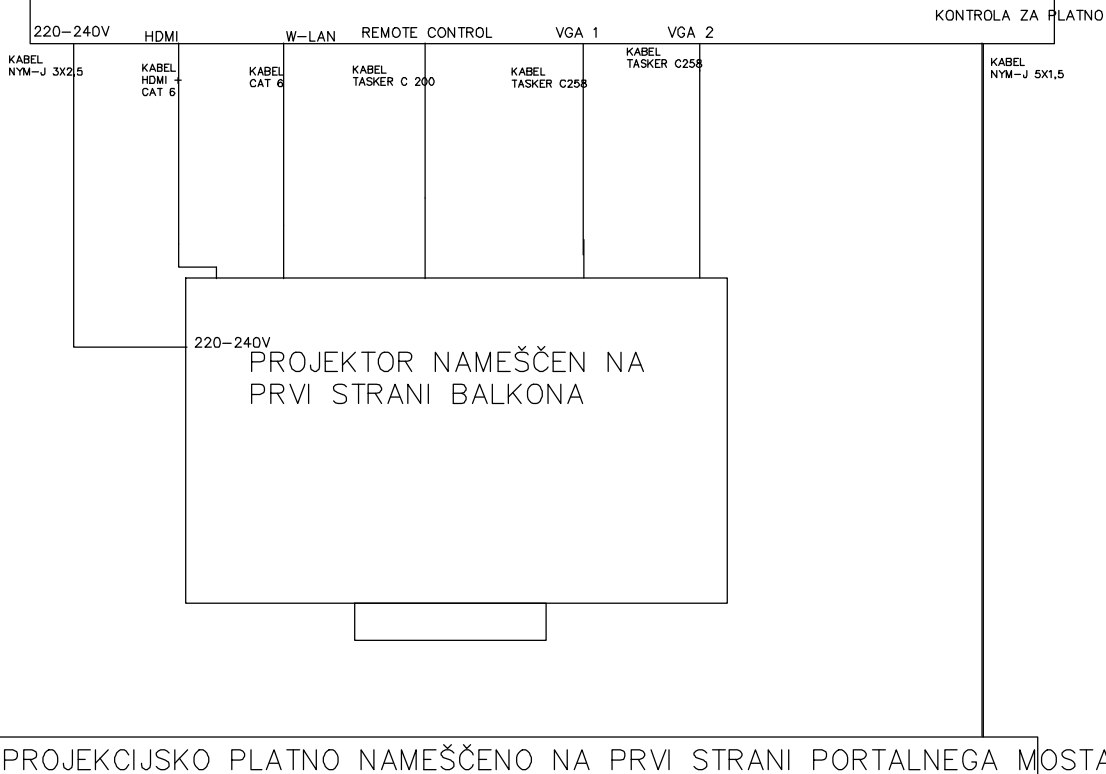 KONTROLA ZA PLATNO
220-240V
HDMI
W-LAN
REMOTE CONTROL
VGA 1
VGA 2
KABEL
NYM-J 3X2,5
KABEL
HDMI +
CAT 6
KABEL
CAT 6
KABEL
TASKER C 200
KABEL
TASKER C258
KABEL
TASKER C258
KABEL
NYM-J 5X1,5
220-240V
PROJEKTOR NAMEŠČEN NA
PRVI STRANI BALKONA
PROJEKCIJSKO PLATNO NAMEŠČENO NA PRVI STRANI PORTALNEGA MOSTA